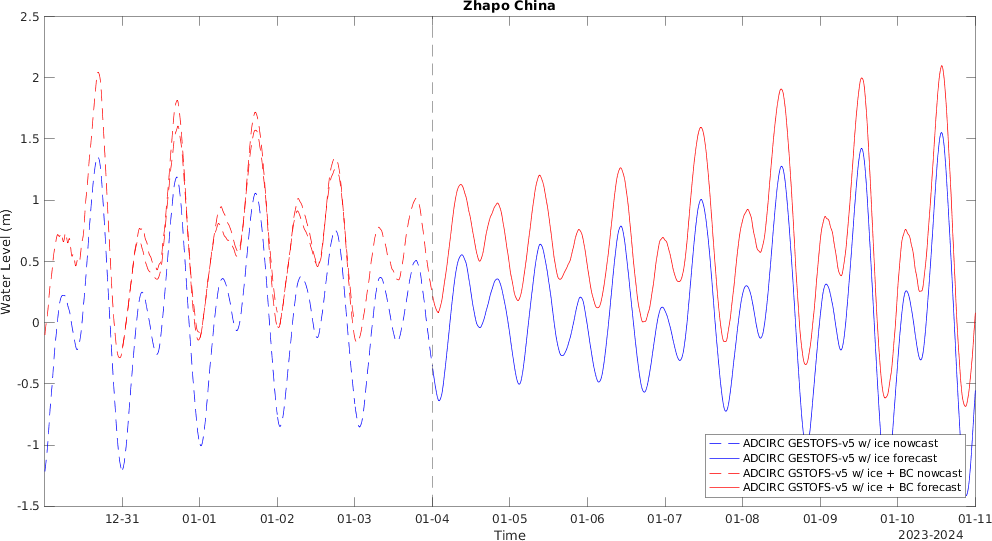 Zhapo China
Water Level (m)
2.5
2
1.5
1
0.5
0
-0.5
-1
-1.5
ADCIRC GESTOFS-v5 w/ ice nowcast
ADCIRC GESTOFS-v5 w/ ice forecast
ADCIRC GSTOFS-v5 w/ ice + BC nowcast
ADCIRC GSTOFS-v5 w/ ice + BC forecast
12-31 01-01 01-02 01-03 01-04 01-05 01-06 01-07 01-08 01-09 01-10 01-11
Time
2023-2024